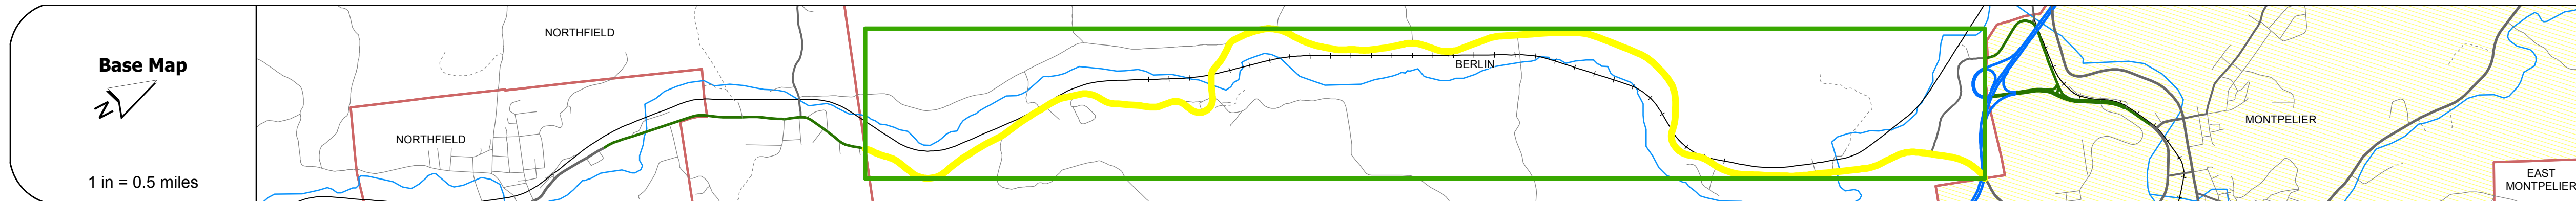 Base Map
N
1 in = 0.5 miles
NORTHFIELD
NORTHFIELD
BERLIN
MONTPELIER
EAST
MONTPELIER